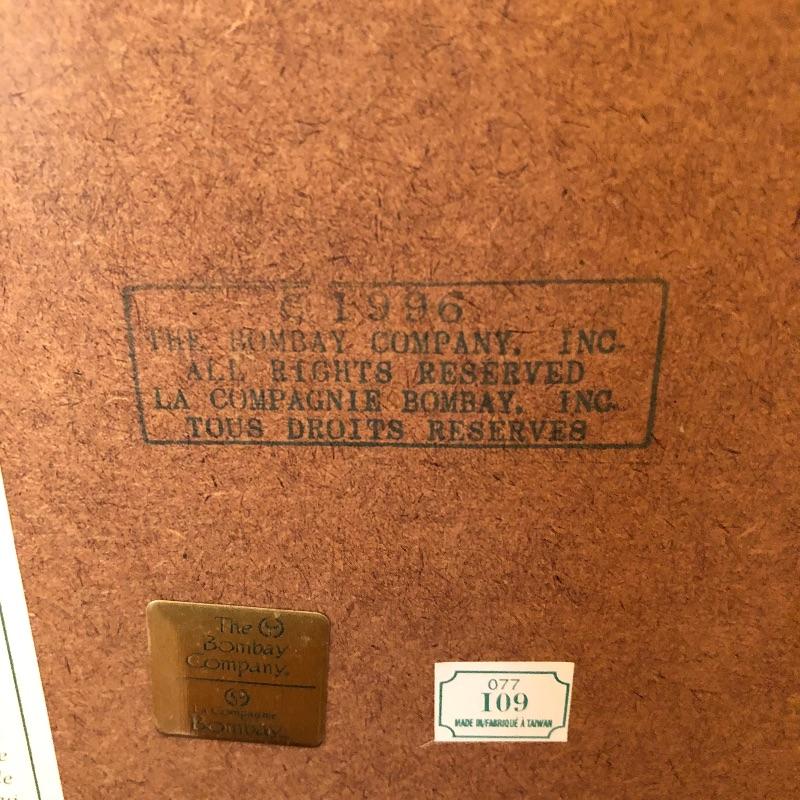 © 1996
THE BOMBAY COMPANY, INC.
ALL RIGHTS RESERVED
LA COMPAGNIE BOMBAY, INC.
TOUS DROITS RESERVES
The
Bombay
Company®
La Compagnie
Bombay
077
109
MADE IN/FABRIQUÉ À TAIWAN